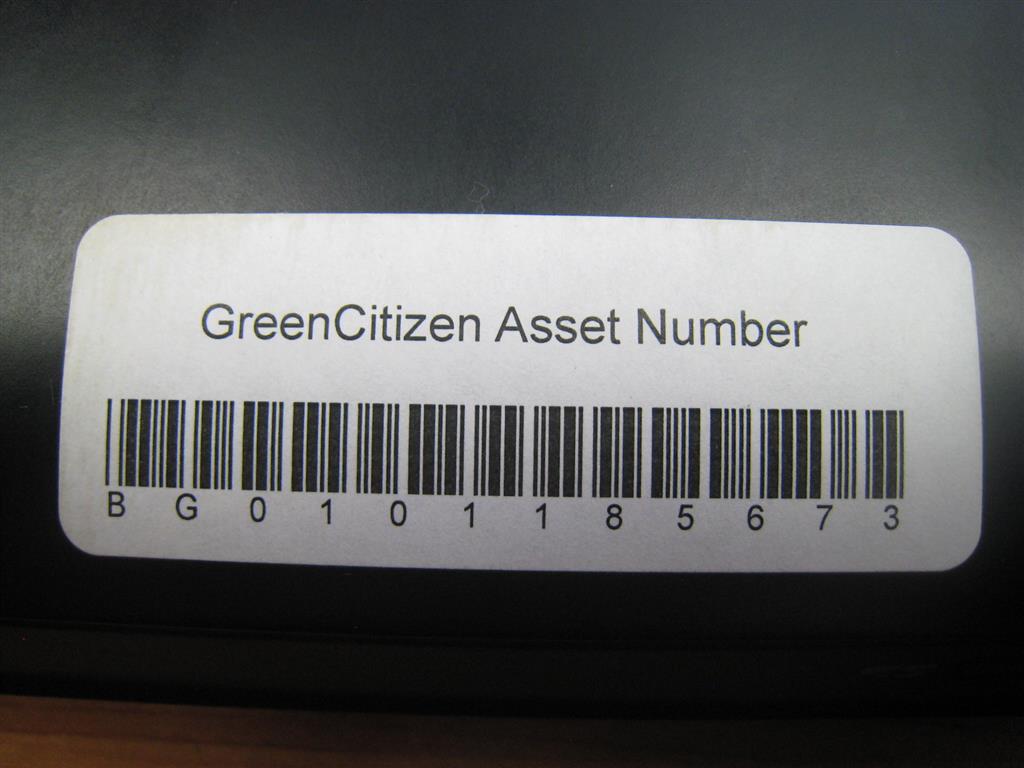 GreenCitizen Asset Number
B G 0 1 0 1 1 8 5 6 7 3